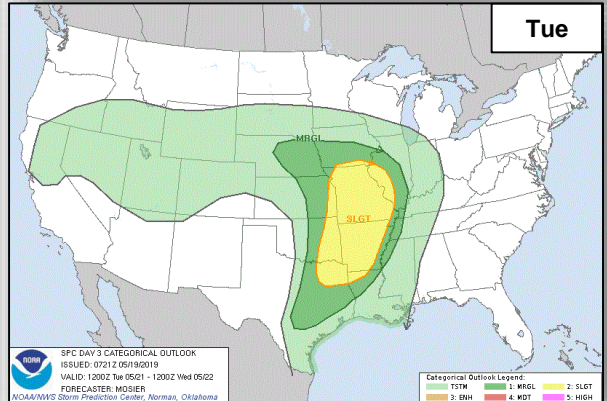 Tue
MRGL
SLGT
NOAA
SPC DAY 3 CATEGORICAL OUTLOOK
ISSUED: 0721Z 05/19/2019
VALID: 1200Z Tue 05/21 - 1200Z Wed 05/22
FORECASTER: MOSIER
NOAA/NWS Storm Prediction Center, Norman, Oklahoma
Categorical Outlook Legend:
TSTM 1: MRGL 2: SLGT
3: ENH 4: MDT 5: HIGH